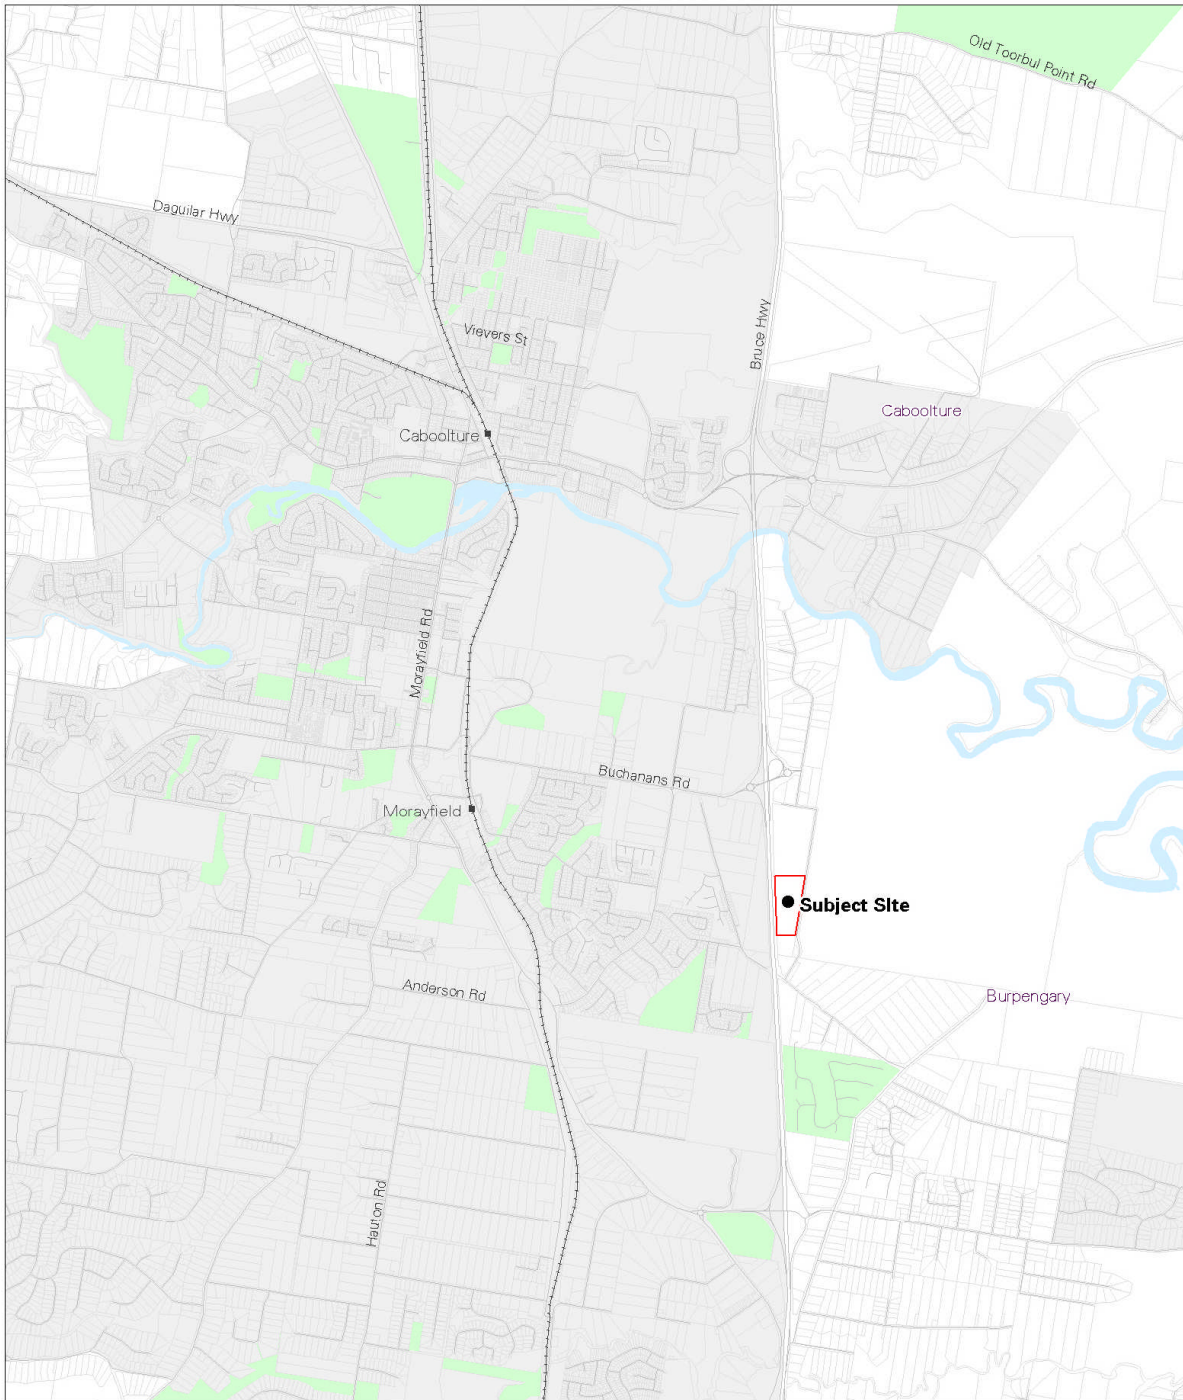 Old Toorbul Point Rd
Daguilar Hwy
Bruce Hwy
Vievers St
Caboolture
Caboolture
Morayfield Rd
Buchanans Rd
Morayfield
Subject SIte
Anderson Rd
Burpengary
Hauton Rd